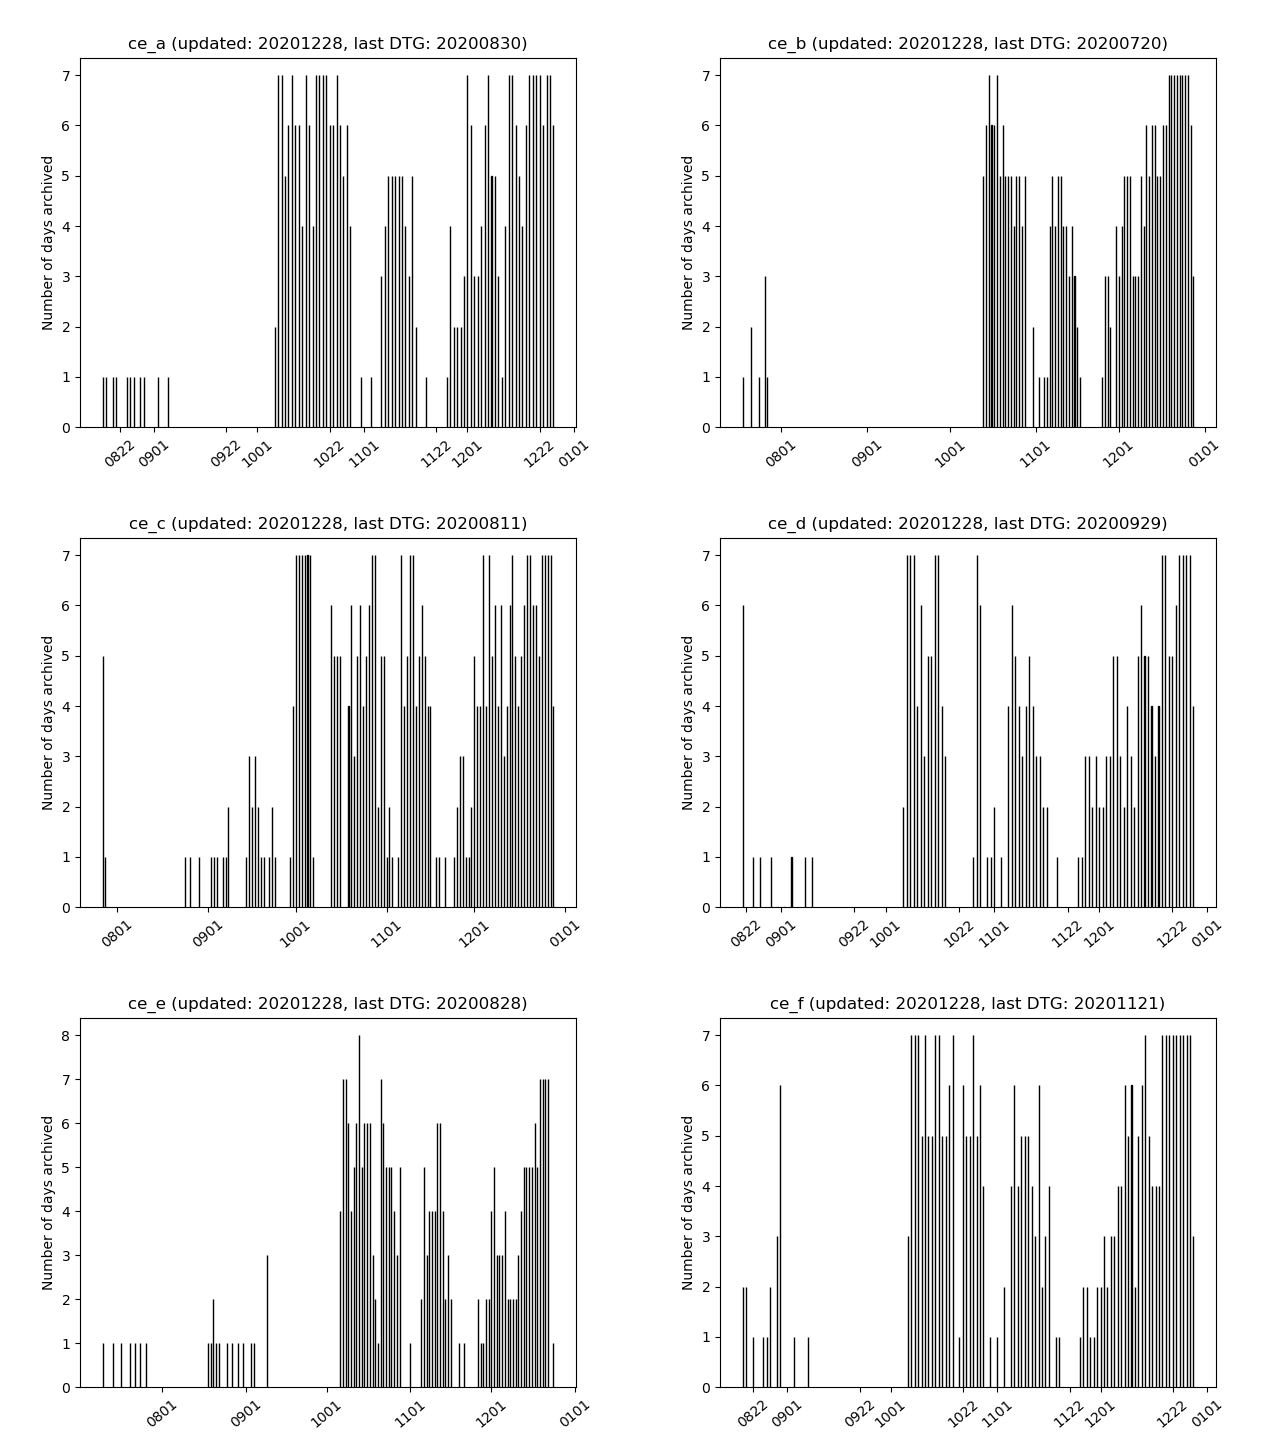 ce_a (updated: 20201228, last DTG: 20200830)
Number of days archived
7
6
5
4
3
2
1
0
0822 0901 0922 1001 1022 1101 1122 1201 1222 0101
ce_b (updated: 20201228, last DTG: 20200720)
Number of days archived
7
6
5
4
3
2
1
0
0801 0901 1001 1101 1201 0101
ce_c (updated: 20201228, last DTG: 20200811)
Number of days archived
7
6
5
4
3
2
1
0
0801 0901 1001 1101 1201 0101
ce_d (updated: 20201228, last DTG: 20200929)
Number of days archived
7
6
5
4
3
2
1
0
0822 0901 0922 1001 1022 1101 1122 1201 1222 0101
ce_e (updated: 20201228, last DTG: 20200828)
Number of days archived
8
7
6
5
4
3
2
1
0
0801 0901 1001 1101 1201 0101
ce_f (updated: 20201228, last DTG: 20201121)
Number of days archived
7
6
5
4
3
2
1
0
0822 0901 0922 1001 1022 1101 1122 1201 1222 0101